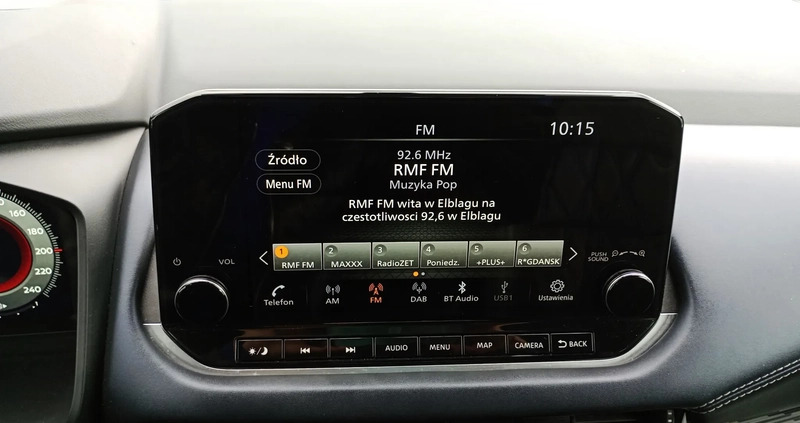 FM
10:15
Źródło
Menu FM
92.6 MHz
RMF FM
Muzyka Pop
RMF FM wita w Elblagu na
czestotliwosci 92,6 w Elblagu
1 2 3 4 5 6
RMF FM MAXXX RadioZET Poniedz. +PLUS+ R*GDAŃSK
VOL
PUSH
SOUND
Telefon AM FM DAB BT Audio USB1 Ustawienia
AUDIO MENU MAP CAMERA BACK
160
180
200
220
240